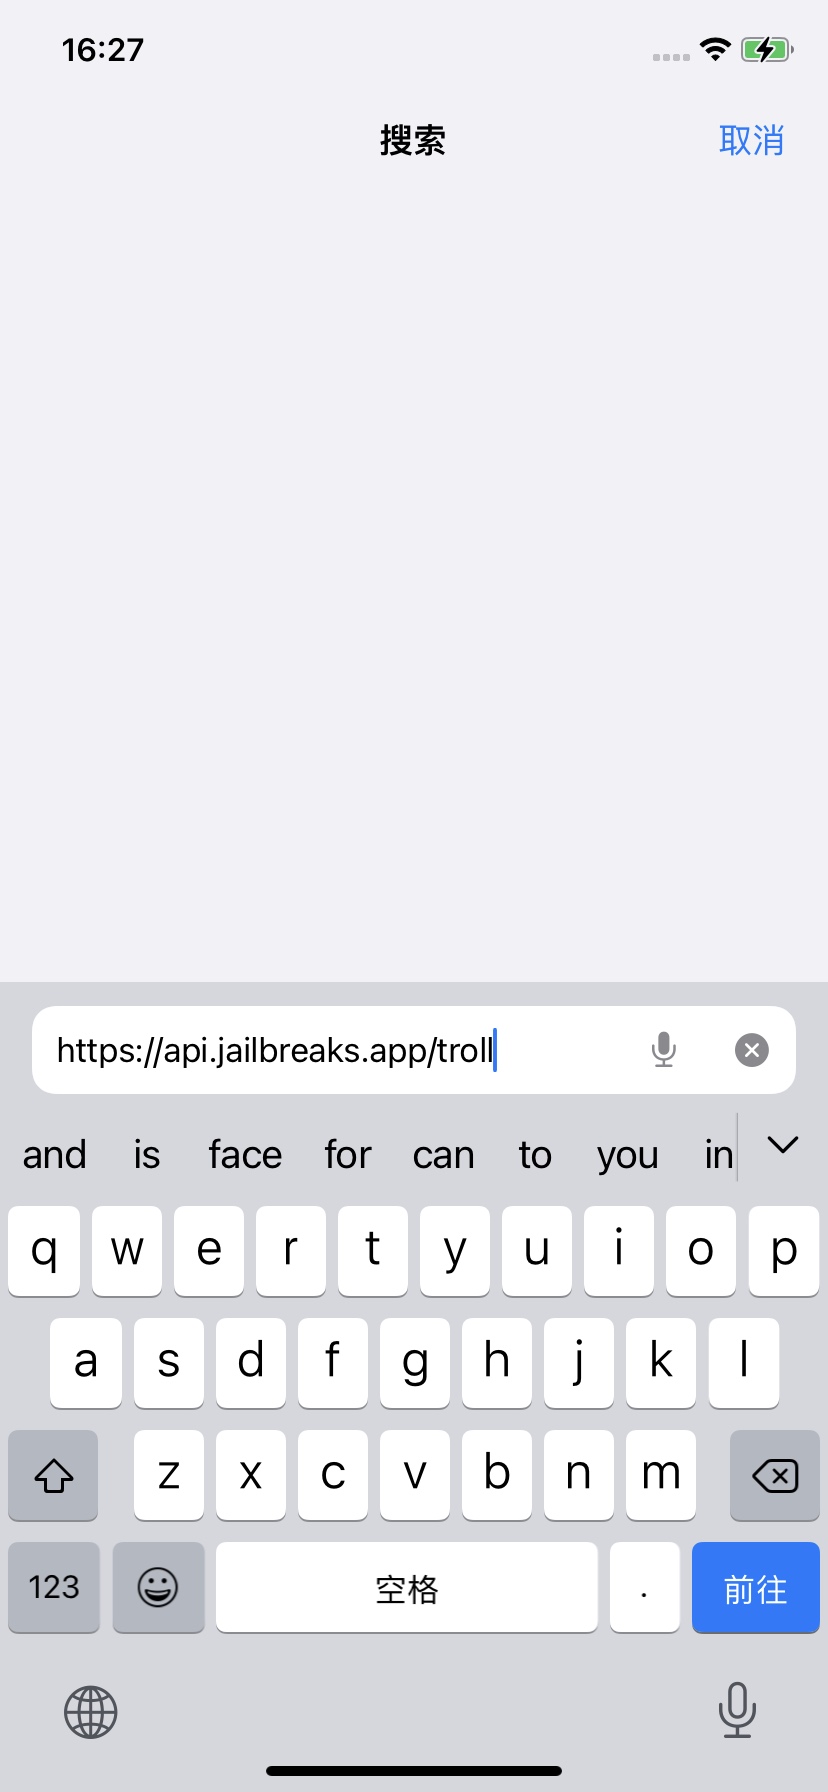 16:27
搜索
取消
https://api.jailbreaks.app/troll
and is face for can to you in
q w e r t y u i o p
a s d f g h j k l
z x c v b n m
123 空格 . 前往